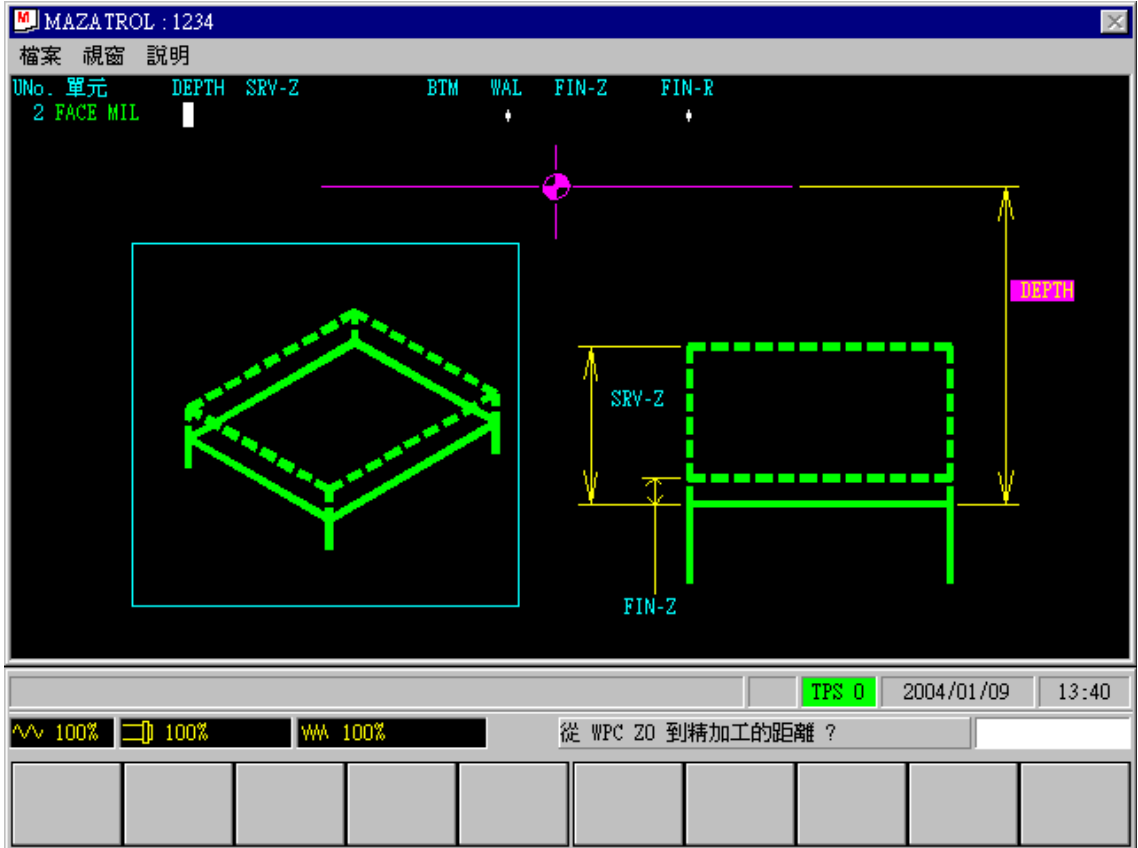 MAZATROL : 1234
檔案 視窗 說明
UNo. 單元 DEPTH SRV-Z BTM WAL FIN-Z FIN-R
2 FACE MIL ♦ ♦
DEPTH
SRV-Z
FIN-Z
TPS 0 2004/01/09 13:40
100% 100% 100% 從 WPC Z0 到精加工的距離 ?